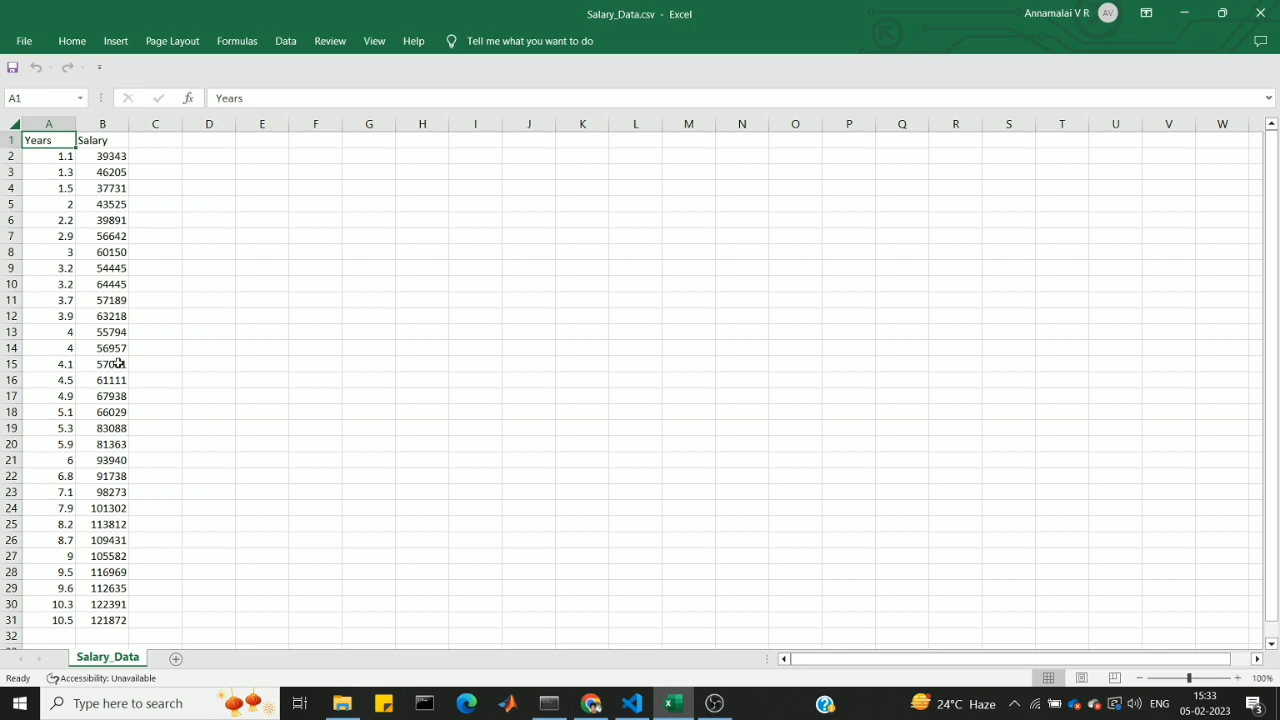 Salary_Data.csv - Excel
Annamalai V R AV
File Home Insert Page Layout Formulas Data Review View Help Tell me what you want to do
A1 fx Years
A B C D E F G H I J K L M N O P Q R S T U V W
1 Years Salary
2 1.1 39343
3 1.3 46205
4 1.5 37731
5 2 43525
6 2.2 39891
7 2.9 56642
8 3 60150
9 3.2 54445
10 3.2 64445
11 3.7 57189
12 3.9 63218
13 4 55794
14 4 56957
15 4.1
16 4.5 61111
17 4.9 67938
18 5.1 66029
19 5.3 83088
20 5.9 81363
21 6 93940
22 6.8 91738
23 7.1 98273
24 7.9 101302
25 8.2 113812
26 8.7 109431
27 9 105582
28 9.5 116969
29 9.6 112635
30 10.3 122391
31 10.5 121872
32
Salary_Data
Ready Accessibility: Unavailable 100%
Type here to search 24°C Haze ENG 15:33
05-02-2023 3